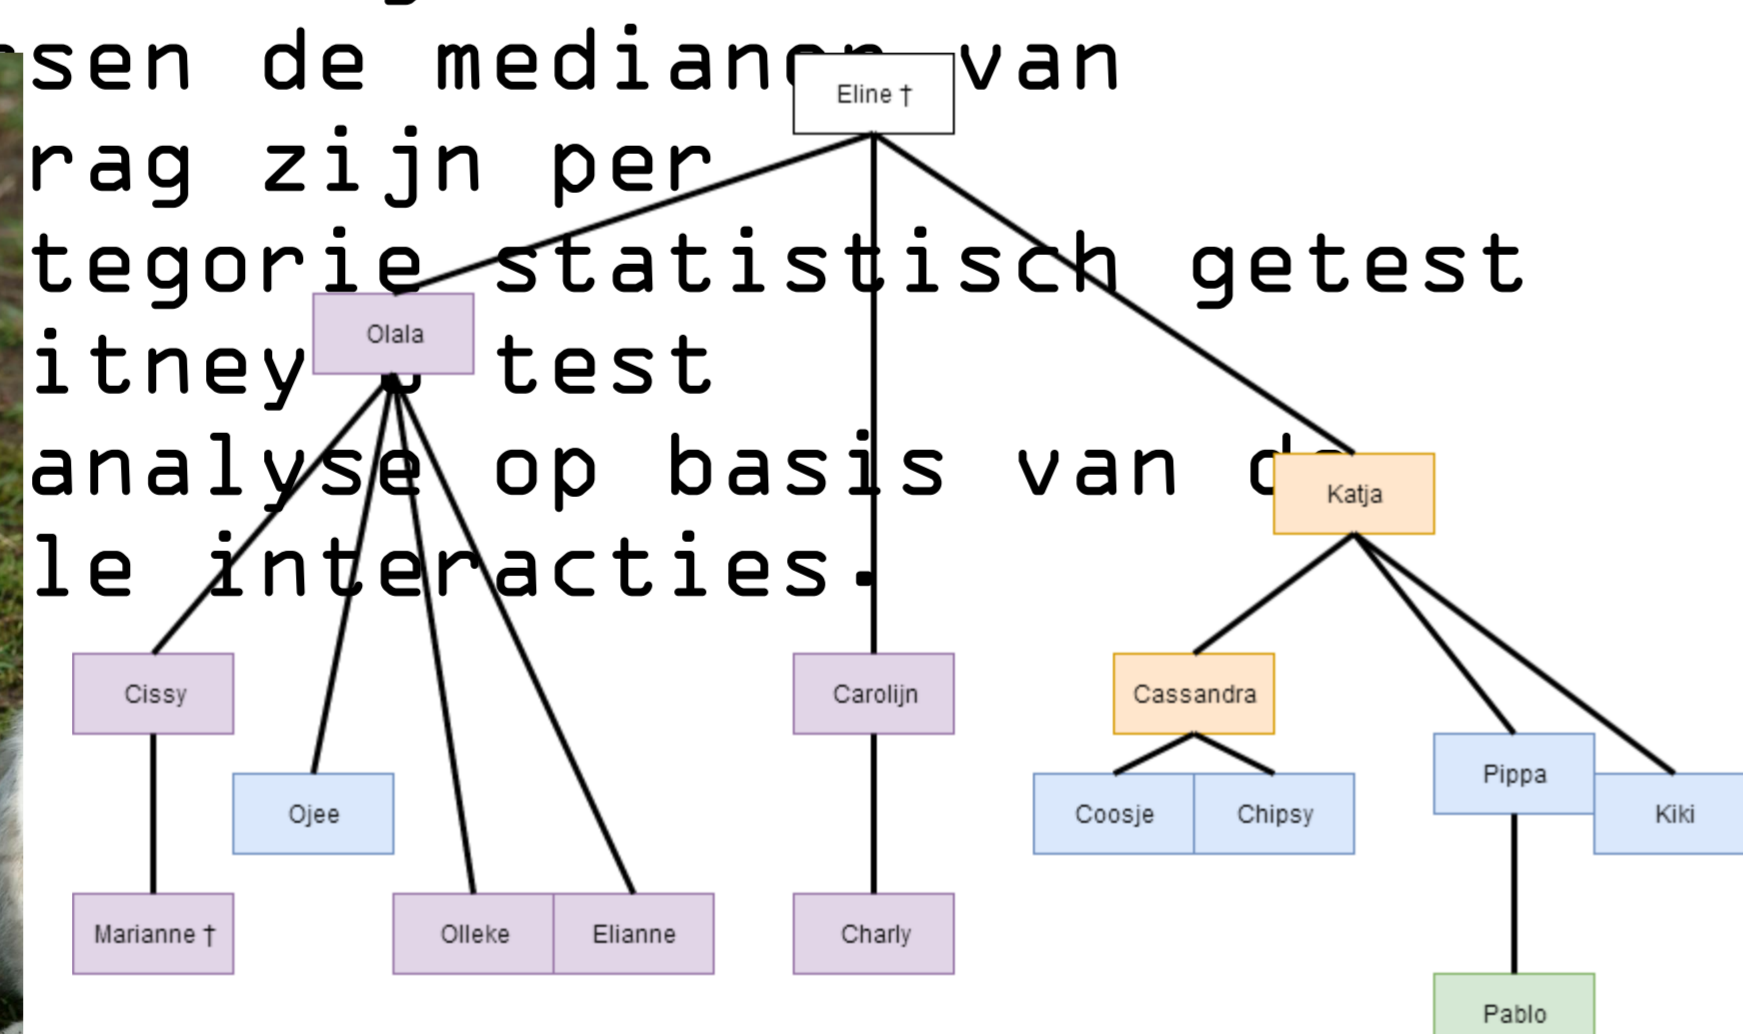 sen de medianen van
Eline †
rag zijn per
tegorie statistisch getest
Olala
itney test
analyse op basis van de
Katja
le interacties.
Cissy
Carolijn
Cassandra
Pippa
Ojee
Coosje
Chipsy
Kiki
Marianne †
Olleke
Elianne
Charly
Pablo